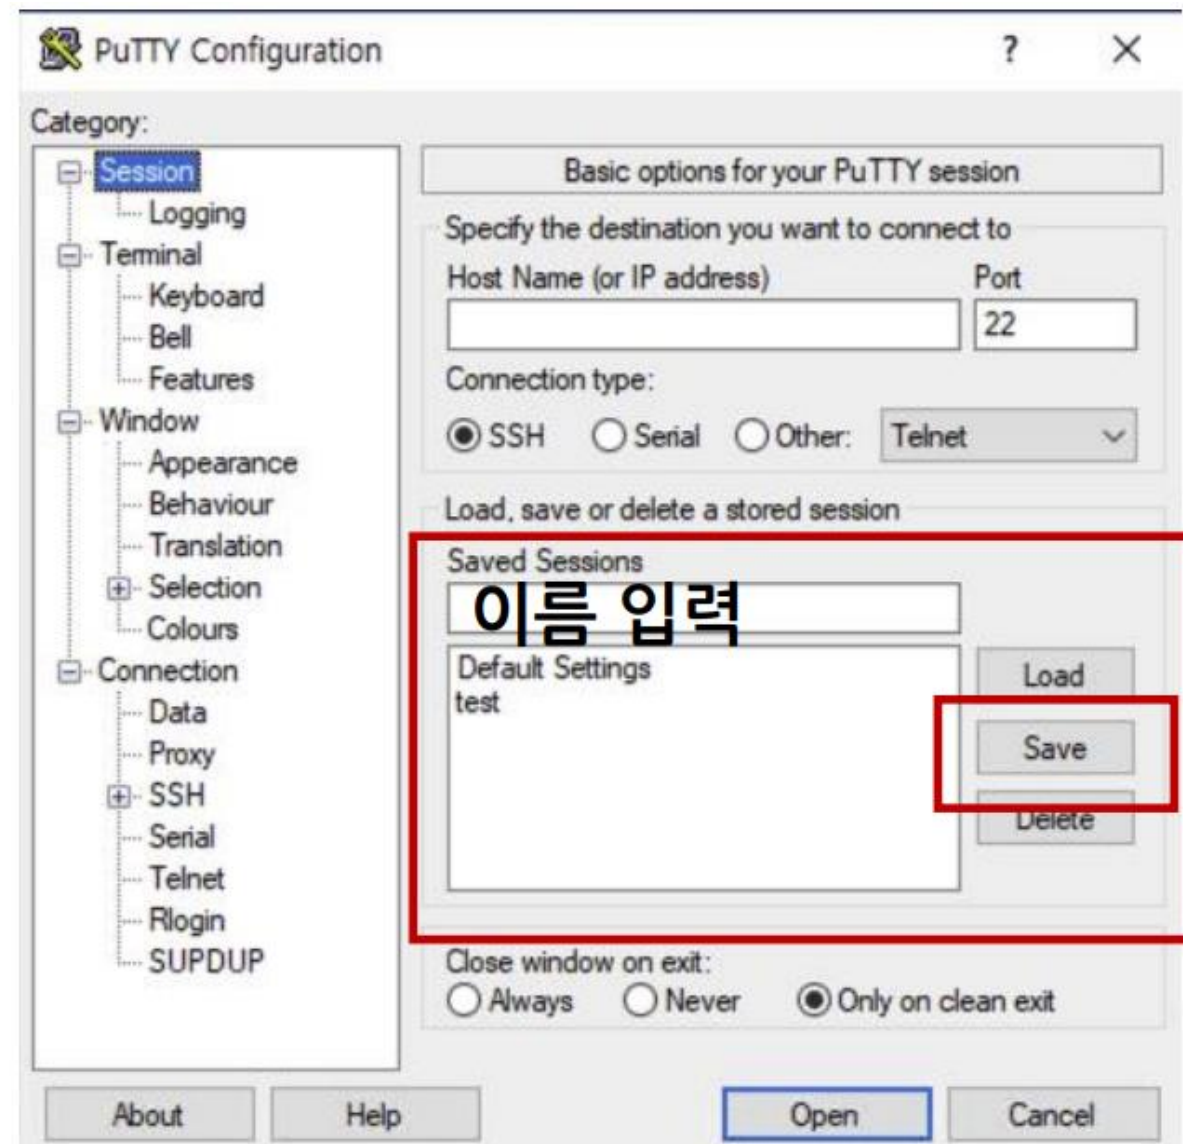 PuTTY Configuration
?
Category:
Session
Logging
Terminal
Keyboard
Bell
Features
Window
Appearance
Behaviour
Translation
Selection
Colours
Connection
Data
Proxy
SSH
Serial
Telnet
Rlogin
SUPDUP
Basic options for your PuTTY session
Specify the destination you want to connect to
Host Name (or IP address) Port
22
Connection type:
SSH Serial Other: Telnet
Load, save or delete a stored session
Saved Sessions
이름 입력
Default Settings
test
Load
Save
Delete
Close window on exit:
Always Never Only on clean exit
About Help Open Cancel